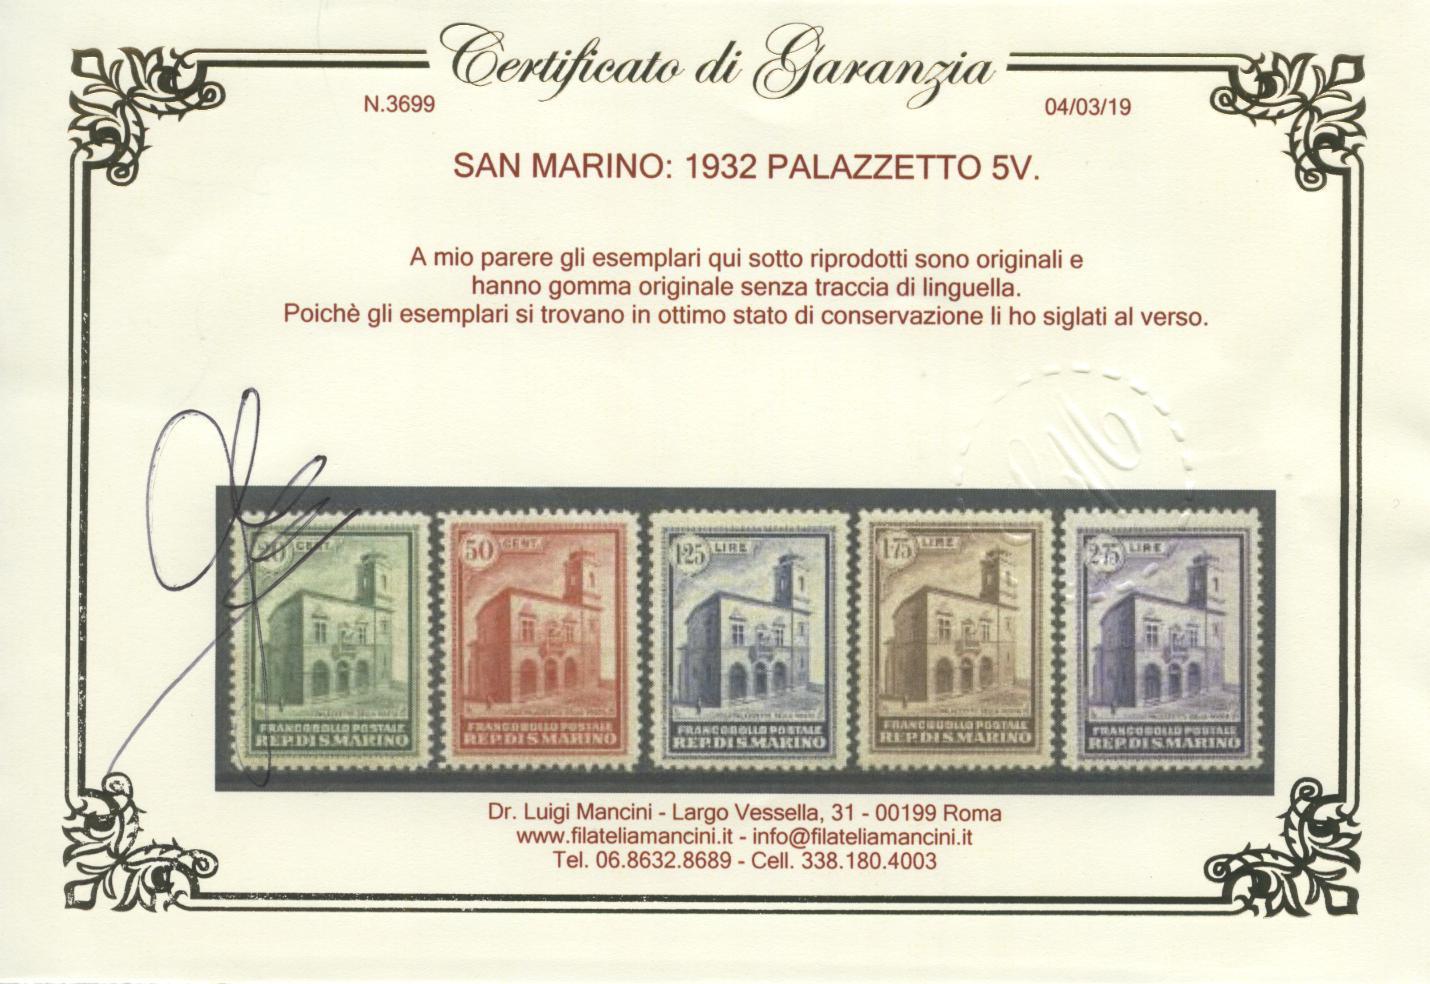 Certificato di Garanzia
N.3699
04/03/19
SAN MARINO: 1932 PALAZZETTO 5V.
A mio parere gli esemplari qui sotto riprodotti sono originali e
hanno gomma originale senza traccia di linguella.
Poichè gli esemplari si trovano in ottimo stato di conservazione li ho siglati al verso.
20 CENT.
FRANCOBOLLO POSTALE
REP. DI S. MARINO
50 CENT.
FRANCOBOLLO POSTALE
REP. DI S. MARINO
1,25 LIRE
FRANCOBOLLO POSTALE
REP. DI S. MARINO
1,75 LIRE
FRANCOBOLLO POSTALE
REP. DI S. MARINO
2,75 LIRE
FRANCOBOLLO POSTALE
REP. DI S. MARINO
Dr. Luigi Mancini - Largo Vessella, 31 - 00199 Roma
www.filateliamancini.it - info@filateliamancini.it
Tel. 06.8632.8689 - Cell. 338.180.4003